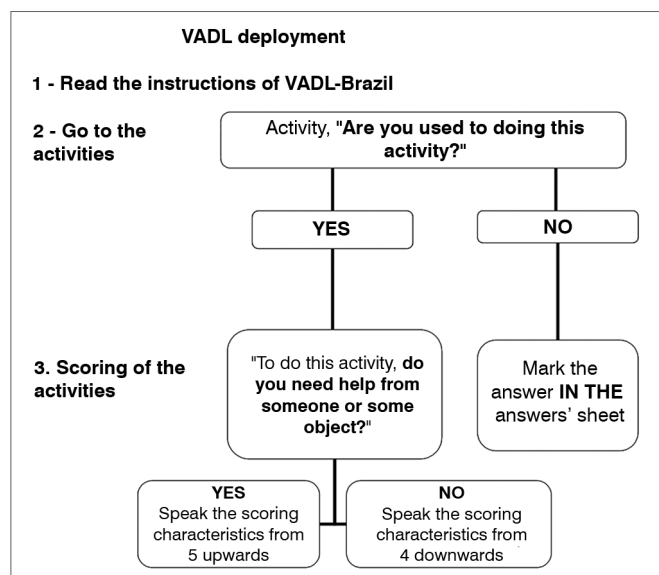 VADL deployment
1 - Read the instructions of VADL-Brazil
2 - Go to the
activities
Activity, "Are you used to doing this
activity?"
YES
NO
3. Scoring of the
activities
"To do this activity, do
you need help from
someone or some
object?"
Mark the
answer IN THE
answers' sheet
YES
Speak the scoring
characteristics from
5 upwards
NO
Speak the scoring
characteristics from
4 downwards